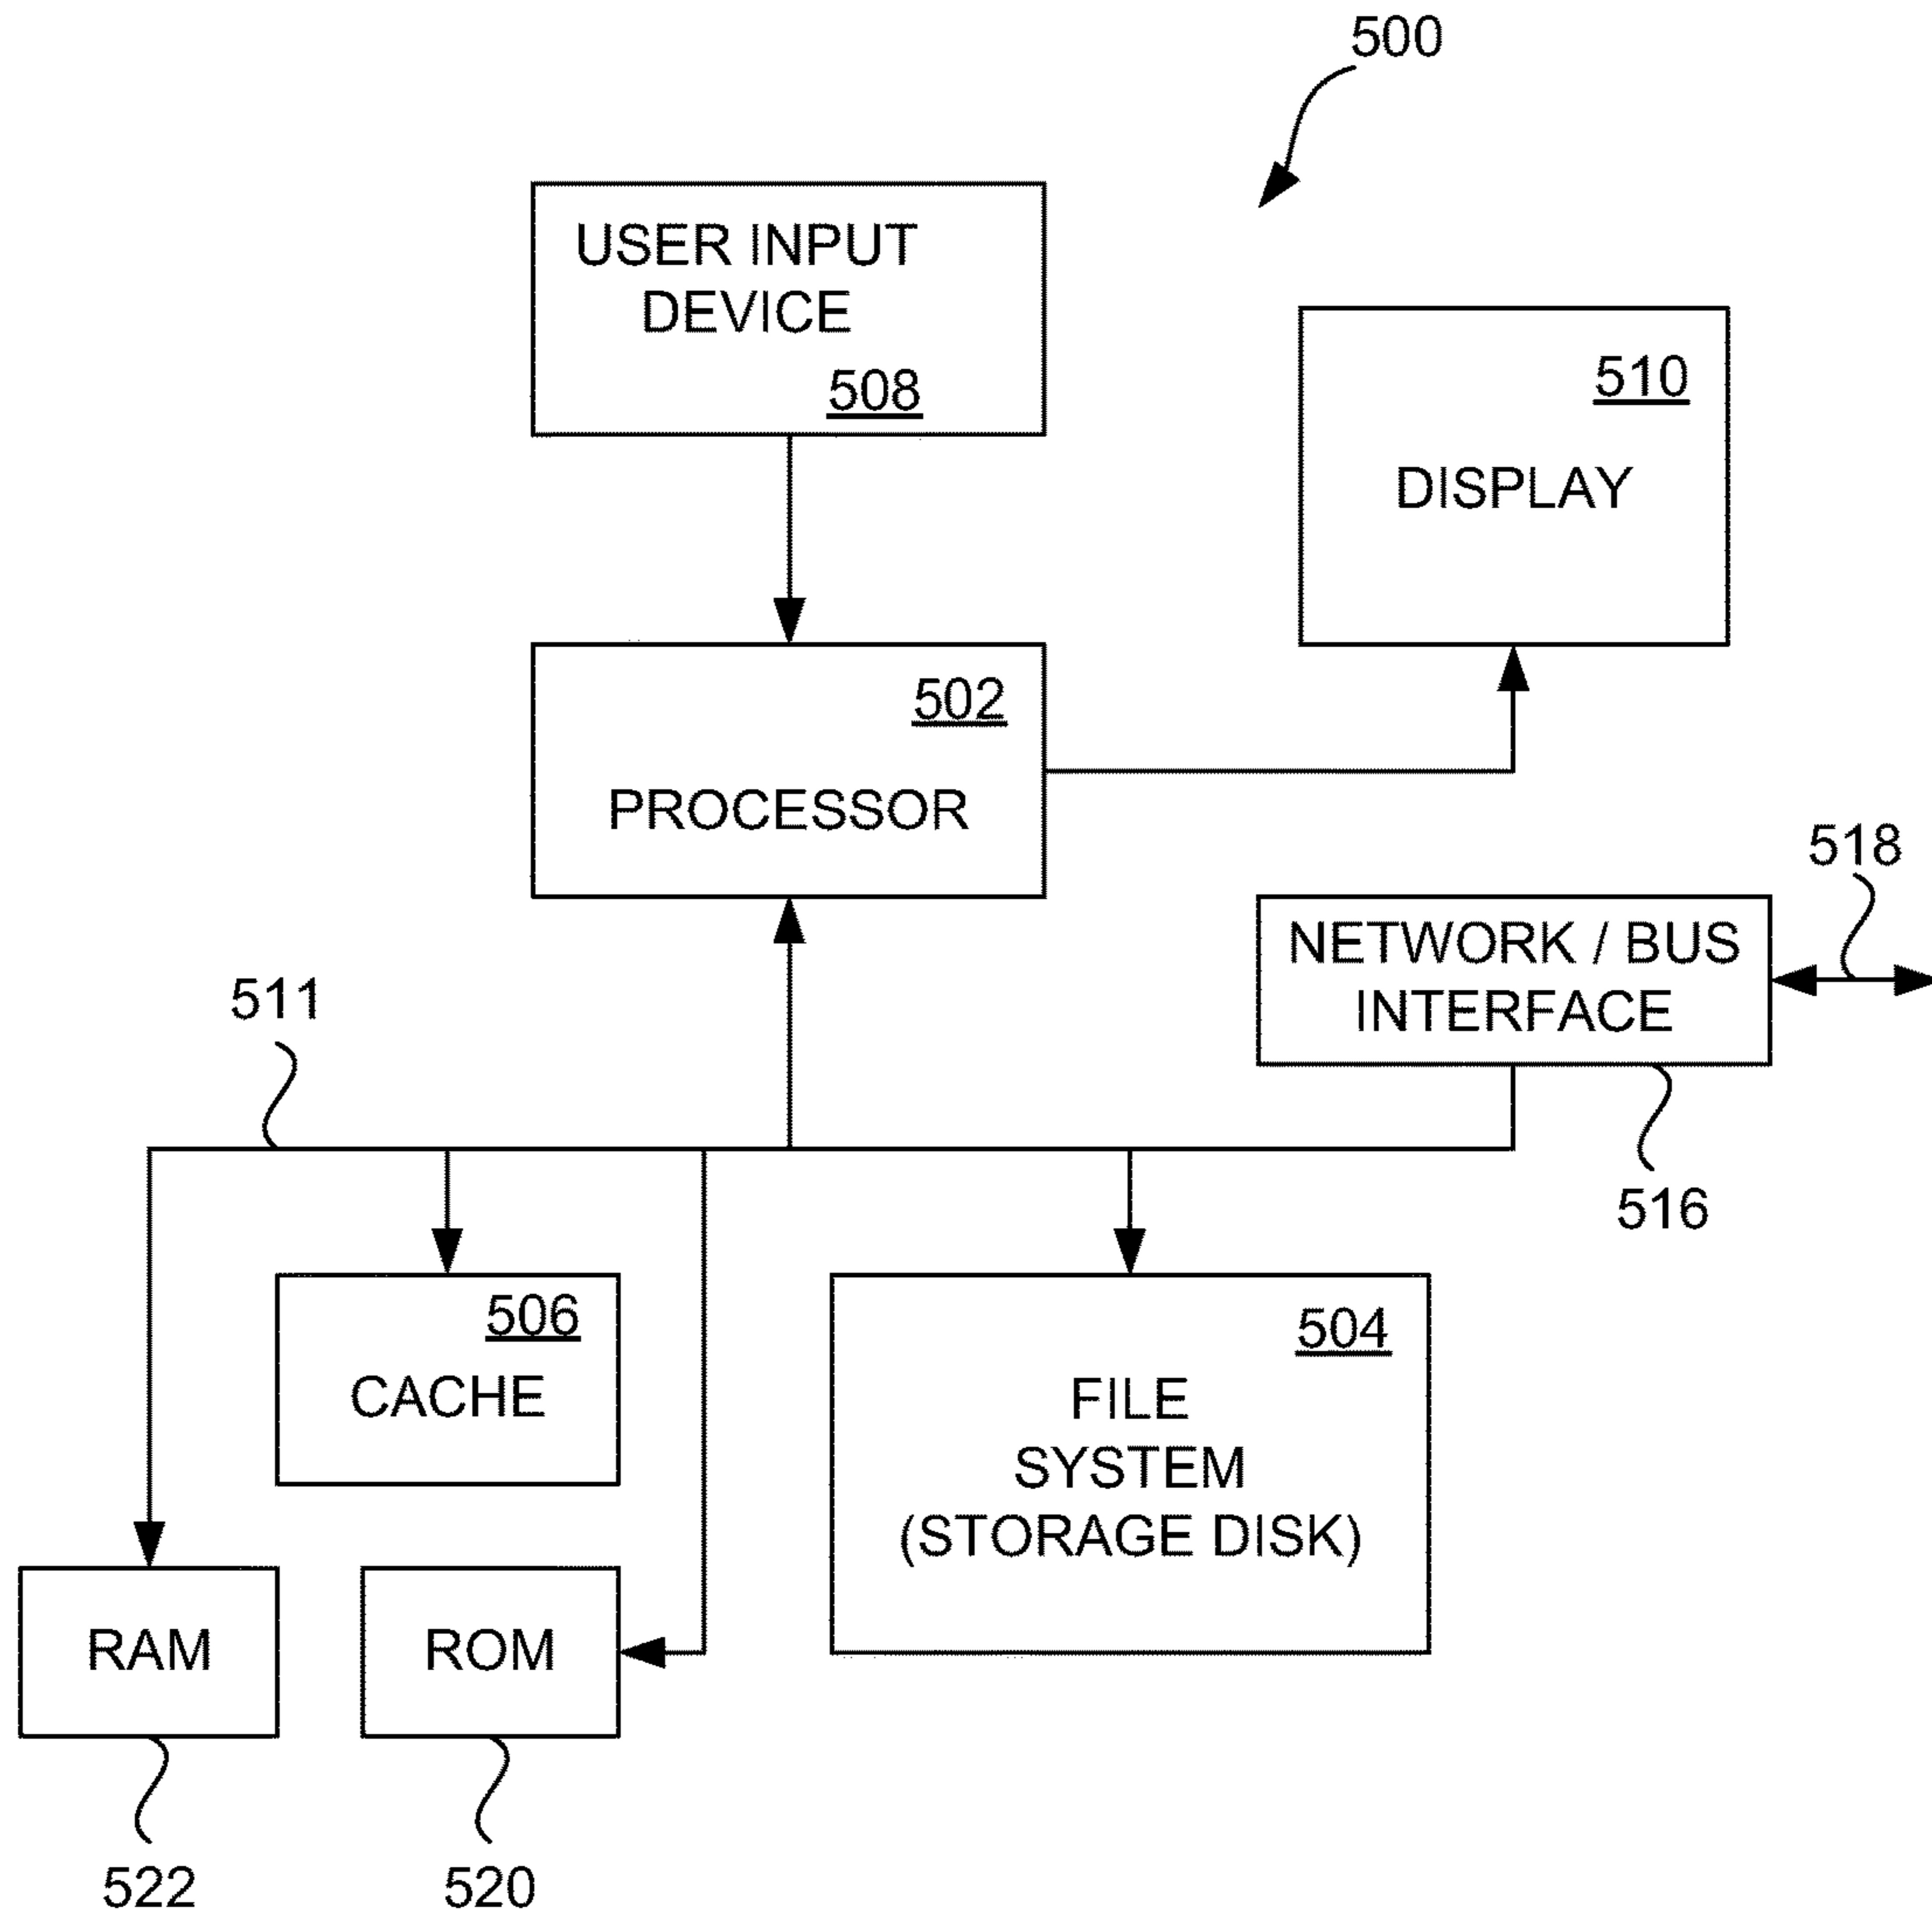 500
USER INPUT
DEVICE
508
510
DISPLAY
502
PROCESSOR
518
NETWORK / BUS
INTERFACE
511
516
506
CACHE
504
FILE
SYSTEM
(STORAGE DISK)
RAM
ROM
522
520